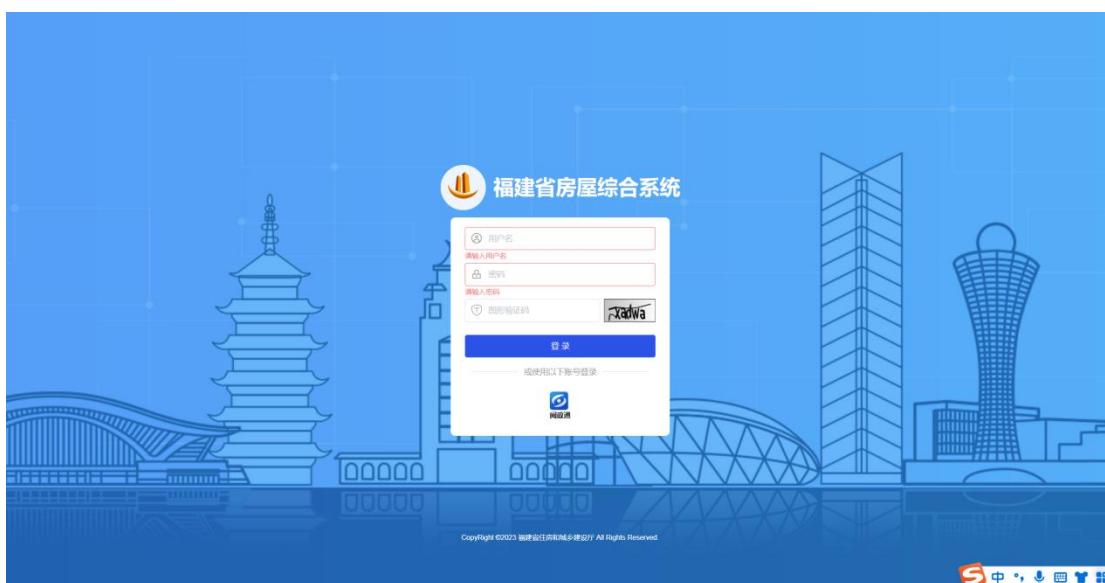 福建省房屋综合系统
用户名
请输入用户名
密码
请输入密码
图形验证码
xadwa
登录
或使用以下账号登录
闽政通
CopyRight ©2023 福建省住房和城乡建设厅 All Rights Reserved.
中